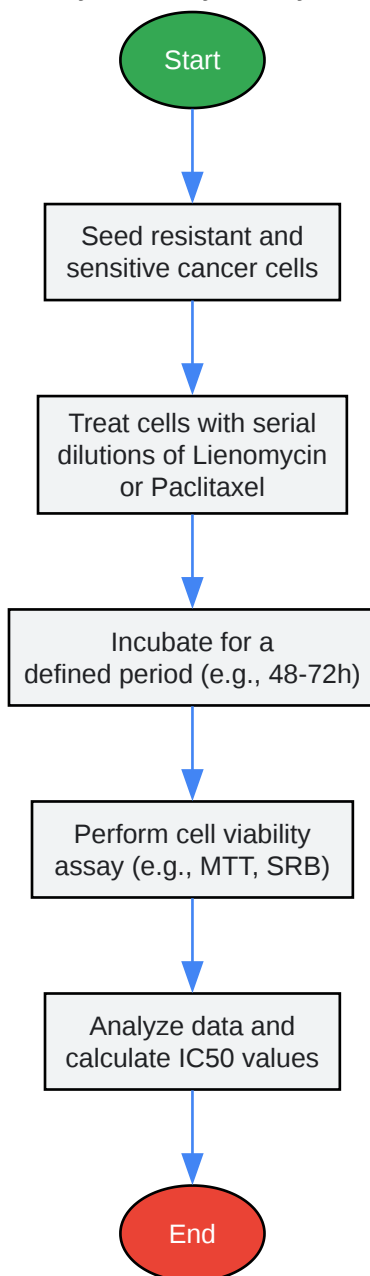 Start
Seed resistant and
sensitive cancer cells
Treat cells with serial
dilutions of Lienomycin
or Paclitaxel
Incubate for a
defined period (e.g., 48-72h)
Perform cell viability
assay (e.g., MTT, SRB)
Analyze data and
calculate IC50 values
End